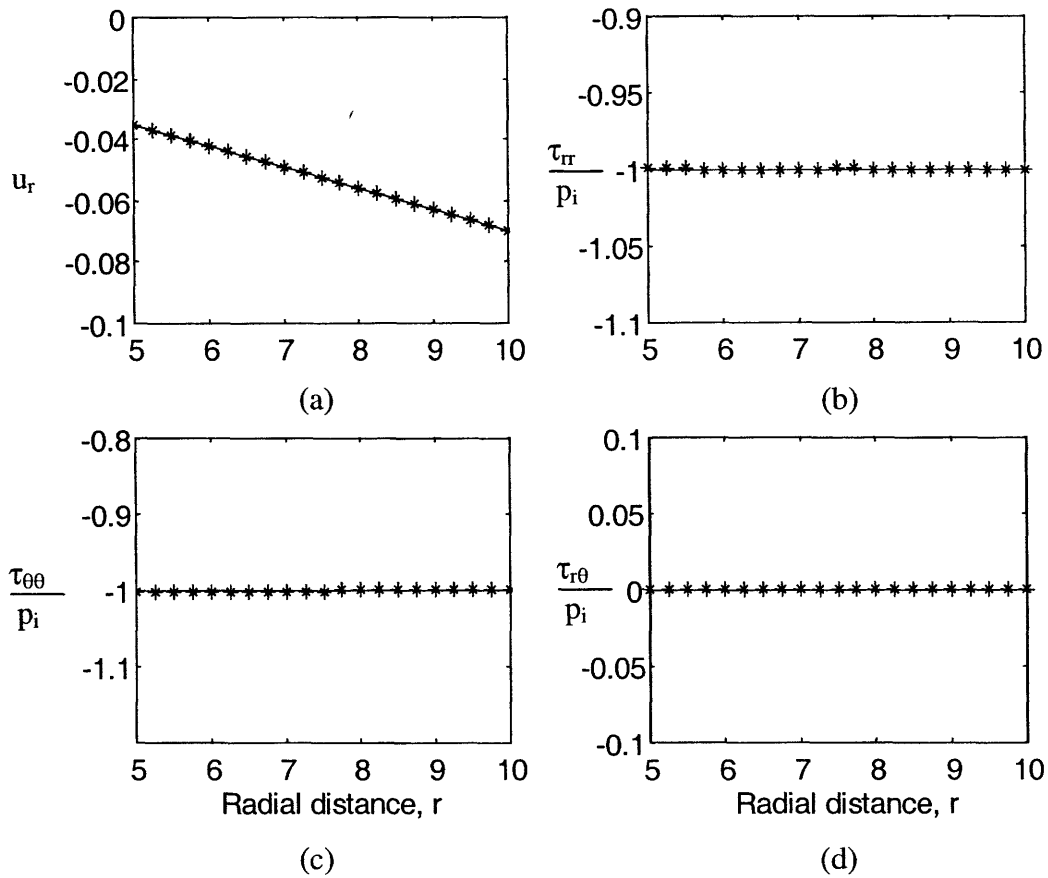 0
-0.02
-0.04
-0.06
-0.08
-0.1
u_r
5 6 7 8 9 10
(a)
-0.9
-0.95
-1
-1.05
-1.1
τ_rr
p_i
5 6 7 8 9 10
(b)
-0.8
-0.9
-1
-1.1
τ_θθ
p_i
5 6 7 8 9 10
Radial distance, r
(c)
0.1
0.05
0
-0.05
-0.1
τ_rθ
p_i
5 6 7 8 9 10
Radial distance, r
(d)